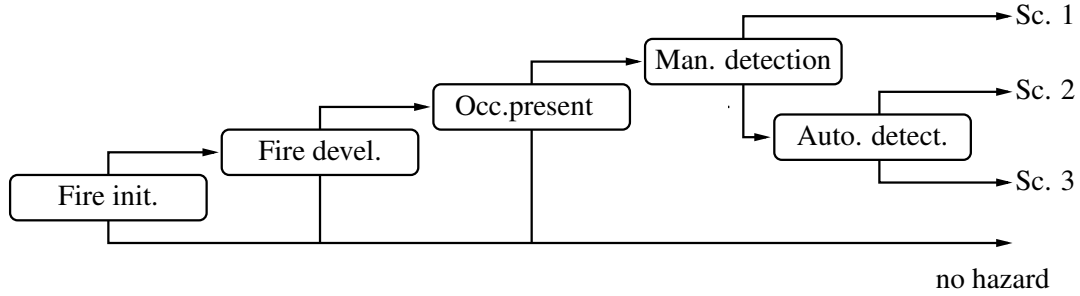 Sc. 1
Man. detection
Sc. 2
Occ.present
Auto. detect.
Fire devel.
Sc. 3
Fire init.
no hazard